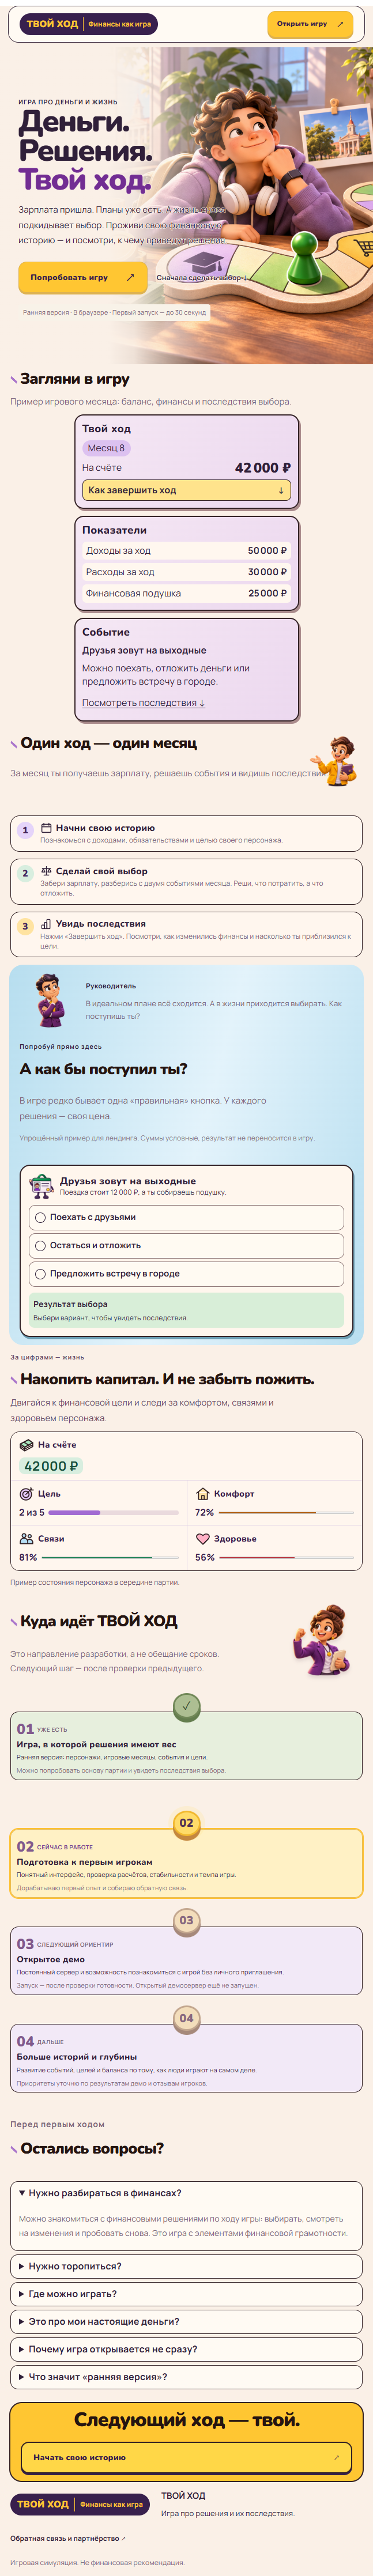 ТВОЙ ХОД Финансы как игра
Открыть игру ↗
ИГРА ПРО ДЕНЬГИ И ЖИЗНЬ
Деньги.
Решения.
Твой ход.
Зарплата пришла. Планы уже есть. А жизнь снова
подкидывает выбор. Проживи свою финансовую
историю — и посмотри, к чему приведут решения.
Попробовать игру ↗
Сначала сделать выбор ↓
Ранняя версия · В браузере · Первый запуск — до 30 секунд
Загляни в игру
Пример игрового месяца: баланс, финансы и последствия выбора.
Твой ход
Месяц 8
На счёте 42 000 ₽
Как завершить ход ↓
Показатели
Доходы за ход 50 000 ₽
Расходы за ход 30 000 ₽
Финансовая подушка 25 000 ₽
Событие
Друзья зовут на выходные
Можно поехать, отложить деньги или
предложить встречу в городе.
Посмотреть последствия ↓
Один ход — один месяц
За месяц ты получаешь зарплату, решаешь события и видишь последствия.
1 Начни свою историю
Познакомься с доходами, обязательствами и целью своего персонажа.
2 Сделай свой выбор
Забери зарплату, разберись с двумя событиями месяца. Реши, что потратить, а что
отложить.
3 Увидь последствия
Нажми «Завершить ход». Посмотри, как изменились финансы и насколько ты приблизился к
цели.
Руководитель
В идеальном плане всё сходится. А в жизни приходится выбирать. Как
поступишь ты?
Попробуй прямо здесь
А как бы поступил ты?
В игре редко бывает одна «правильная» кнопка. У каждого
решения — своя цена.
Упрощённый пример для лендинга. Суммы условные, результат не переносится в игру.
Друзья зовут на выходные
Поездка стоит 12 000 ₽, а ты собираешь подушку.
Поехать с друзьями
Остаться и отложить
Предложить встречу в городе
Результат выбора
Выбери вариант, чтобы увидеть последствия.
За цифрами — жизнь
Накопить капитал. И не забыть пожить.
Двигайся к финансовой цели и следи за комфортом, связями и
здоровьем персонажа.
На счёте
42 000 ₽
Цель
2 из 5
Комфорт
72%
Связи
81%
Здоровье
56%
Пример состояния персонажа в середине партии.
Куда идёт ТВОЙ ХОД
Это направление разработки, а не обещание сроков.
Следующий шаг — после проверки предыдущего.
✓
01 УЖЕ ЕСТЬ
Игра, в которой решения имеют вес
Ранняя версия: персонажи, игровые месяцы, события и цели.
Можно попробовать основу партии и увидеть последствия выбора.
02
02 СЕЙЧАС В РАБОТЕ
Подготовка к первым игрокам
Понятный интерфейс, проверка расчётов, стабильности и темпа игры.
Дорабатываю первый опыт и собираю обратную связь.
03
03 СЛЕДУЮЩИЙ ОРИЕНТИР
Открытое демо
Постоянный сервер и возможность познакомиться с игрой без личного приглашения.
Запуск — после проверки готовности. Открытый демосервер ещё не запущен.
04
04 ДАЛЬШЕ
Больше историй и глубины
Развитие событий, целей и баланса по тому, как люди играют на самом деле.
Приоритеты уточню по результатам демо и отзывам игроков.
Перед первым ходом
Остались вопросы?
▼ Нужно разбираться в финансах?
Можно знакомиться с финансовыми решениями по ходу игры: выбирать, смотреть
на изменения и пробовать снова. Это игра с элементами финансовой грамотности.
▶ Нужно торопиться?
▶ Где можно играть?
▶ Это про мои настоящие деньги?
▶ Почему игра открывается не сразу?
▶ Что значит «ранняя версия»?
Следующий ход — твой.
Начать свою историю ↗
ТВОЙ ХОД Финансы как игра
ТВОЙ ХОД
Игра про решения и их последствия.
Обратная связь и партнёрство ↗
Игровая симуляция. Не финансовая рекомендация.